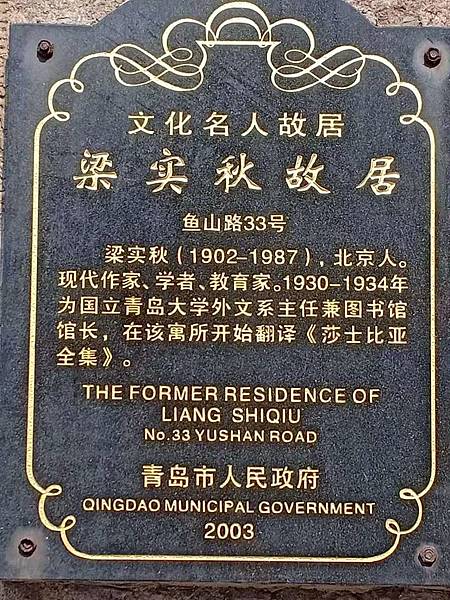 文化名人故居
梁实秋故居
鱼山路33号
梁实秋（1902-1987），北京人。
现代作家、学者、教育家。1930-1934年
为国立青岛大学外文系主任兼图书馆
馆长，在该寓所开始翻译《莎士比亚
全集》。
THE FORMER RESIDENCE OF
LIANG SHIQIU
No.33 YUSHAN ROAD
青岛市人民政府
QINGDAO MUNICIPAL GOVERNMENT
2003